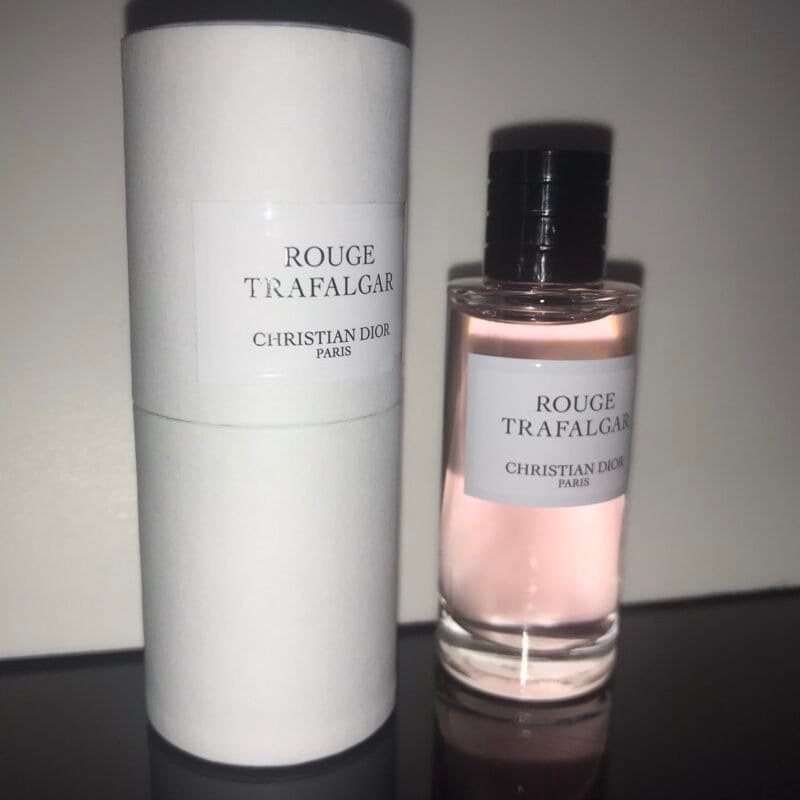 ROUGE
TRAFALGAR
CHRISTIAN DIOR
PARIS
ROUGE
TRAFALGAR
CHRISTIAN DIOR
PARIS